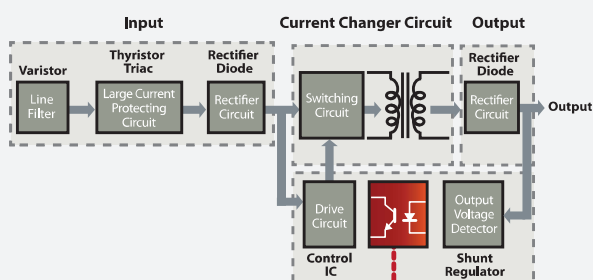 Input
Current Changer Circuit
Output
Varistor
Line
Filter
Thyristor
Triac
Large Current
Protecting
Circuit
Rectifier
Diode
Rectifier
Circuit
Switching
Circuit
Rectifier
Diode
Rectifier
Circuit
Output
Drive
Circuit
Control
IC
Output
Voltage
Detector
Shunt
Regulator